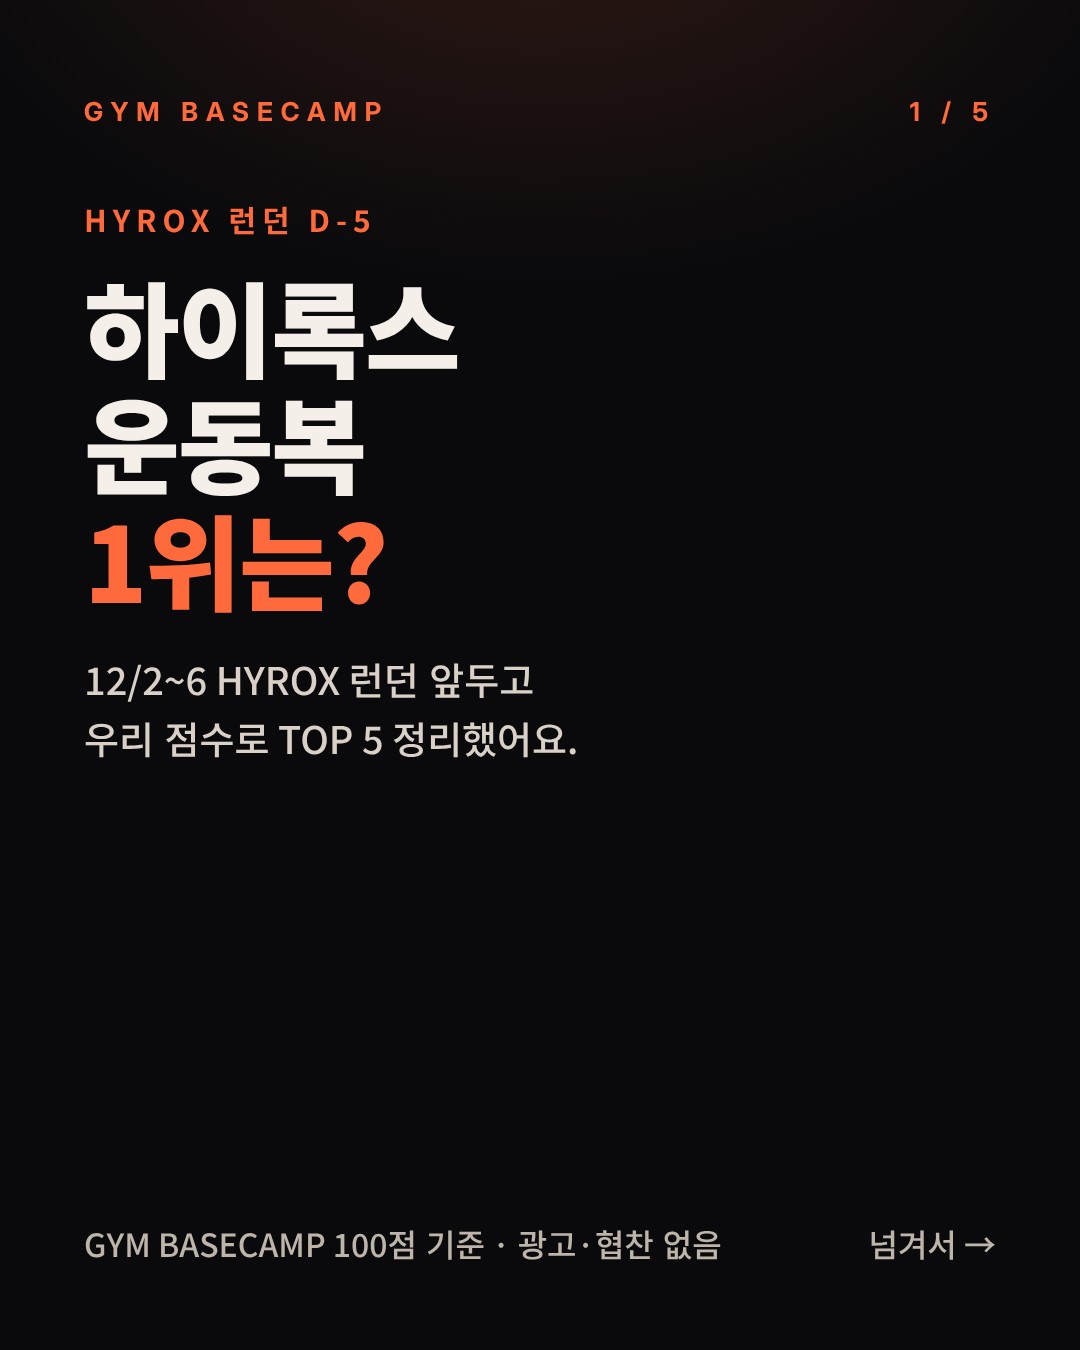 GYM BASECAMP
1 / 5
HYROX 런던 D-5
하이록스
운동복
1위는?
12/2~6 HYROX 런던 앞두고
우리 점수로 TOP 5 정리했어요.
GYM BASECAMP 100점 기준 · 광고·협찬 없음
넘겨서 →